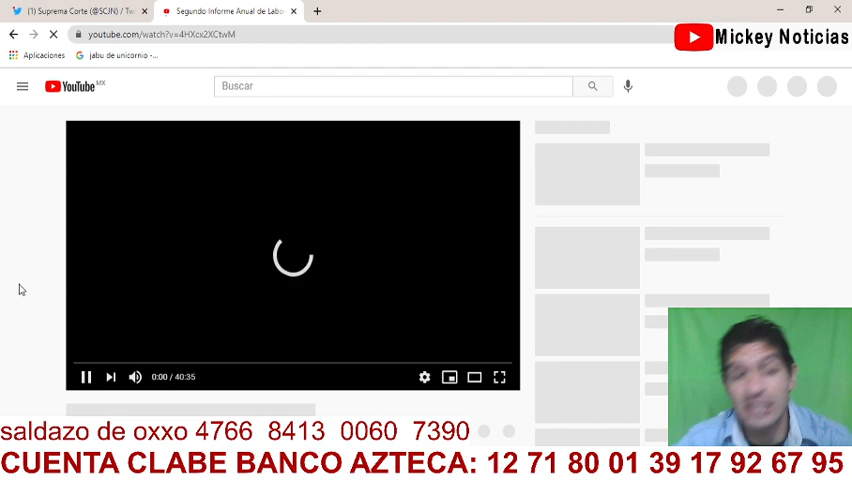 (1) Suprema Corte (@SCJN) / Tw
Segundo Informe Anual de Labo
youtube.com/watch?v=4HXcx2XCtwM
Mickey Noticias
Aplicaciones
jabu de unicornio -...
YouTube MX
Buscar
0:00 / 40:35
saldazo de oxxo 4766 8413 0060 7390
CUENTA CLABE BANCO AZTECA: 12 71 80 01 39 17 92 67 95